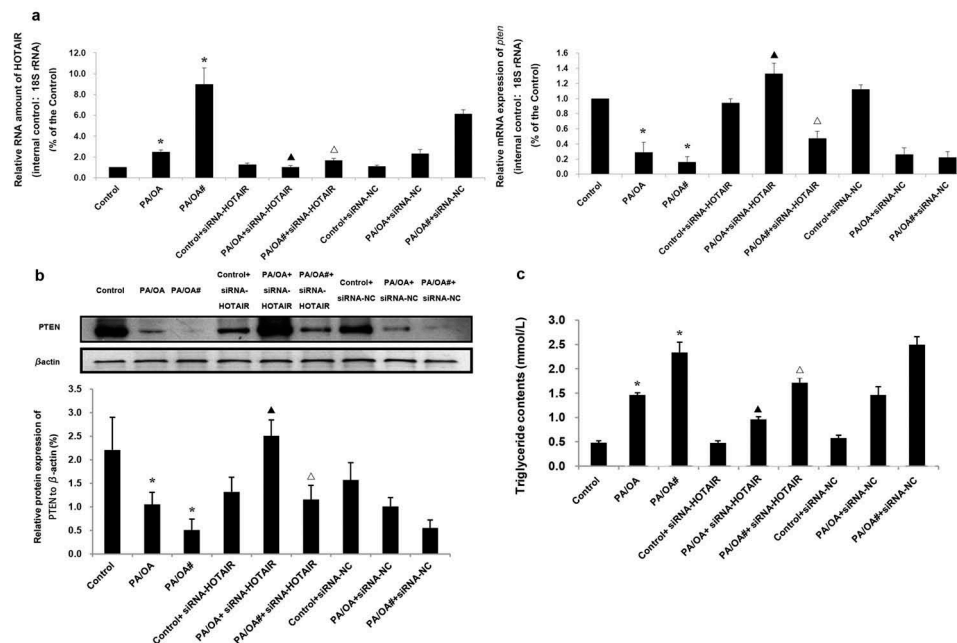 a
Relative RNA amount of HOTAIR
(internal control: 18S rRNA)
(% of the Control)
12.0
10.0
8.0
6.0
4.0
2.0
0.0
*
*
▲
△
Control
PA/OA
PA/OA#
Control+siRNA-HOTAIR
PA/OA+siRNA-HOTAIR
PA/OA#+siRNA-HOTAIR
Control+siRNA-NC
PA/OA+siRNA-NC
PA/OA#+siRNA-NC
Relative mRNA expression of pten
(internal control: 18S rRNA)
(% of the Control)
1.6
1.4
1.2
1.0
0.8
0.6
0.4
0.2
0.0
*
*
▲
△
Control
PA/OA
PA/OA#
Control+siRNA-HOTAIR
PA/OA+siRNA-HOTAIR
PA/OA#+siRNA-HOTAIR
Control+siRNA-NC
PA/OA+siRNA-NC
PA/OA#+siRNA-NC
b
Control+ PA/OA+ PA/OA#+ Control+ PA/OA+ PA/OA#+
Control PA/OA PA/OA# siRNA- siRNA- siRNA- siRNA-NC siRNA-NC siRNA-NC
HOTAIR HOTAIR HOTAIR
PTEN
βactin
Relative protein expression of
PTEN to β-actin (%)
3.5
3.0
2.5
2.0
1.5
1.0
0.5
0.0
*
*
▲
△
Control
PA/OA
PA/OA#
Control+ siRNA-HOTAIR
PA/OA+ siRNA-HOTAIR
PA/OA#+ siRNA-HOTAIR
Control+siRNA-NC
PA/OA+siRNA-NC
PA/OA#+siRNA-NC
c
Triglyceride contents (mmol/L)
3.0
2.5
2.0
1.5
1.0
0.5
0.0
*
*
▲
△
Control
PA/OA
PA/OA#
Control+ siRNA-HOTAIR
PA/OA+ siRNA-HOTAIR
PA/OA#+ siRNA-HOTAIR
Control+siRNA-NC
PA/OA+siRNA-NC
PA/OA#+siRNA-NC